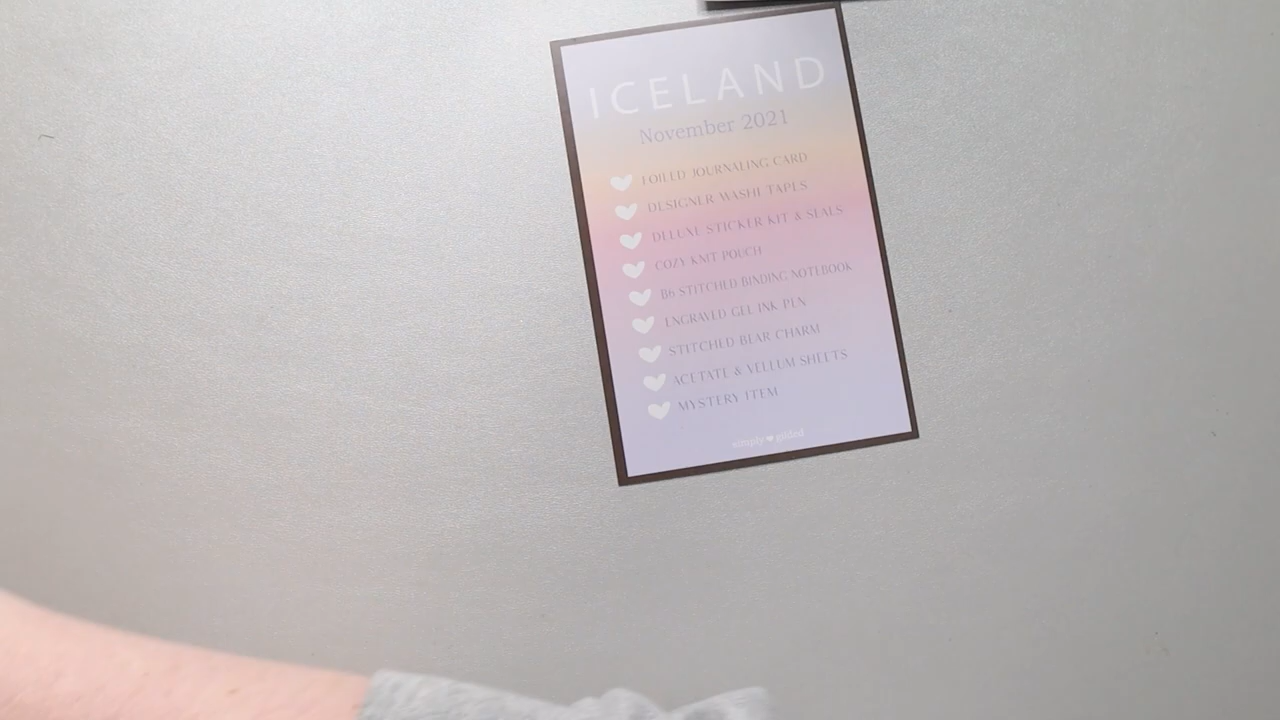 ICELAND
November 2021
FOILED JOURNALING CARD
DESIGNER WASHI TAPES
DELUXE STICKER KIT & SEALS
COZY KNIT POUCH
B6 STITCHED BINDING NOTEBOOK
ENGRAVED GEL INK PEN
STITCHED BEAR CHARM
ACETATE & VELLUM SHEETS
MYSTERY ITEM
simply gilded